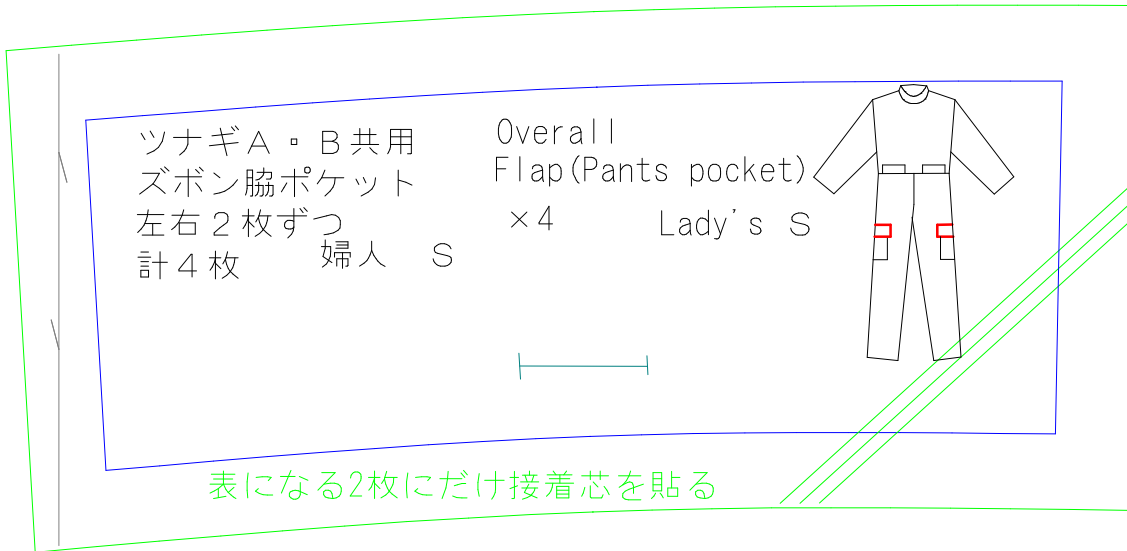 ツナギA・B共用
ズボン脇ポケット
左右2枚ずつ
計4枚
婦人 S
Overall
Flap(Pants pocket)
×4
Lady's S
表になる2枚にだけ接着芯を貼る